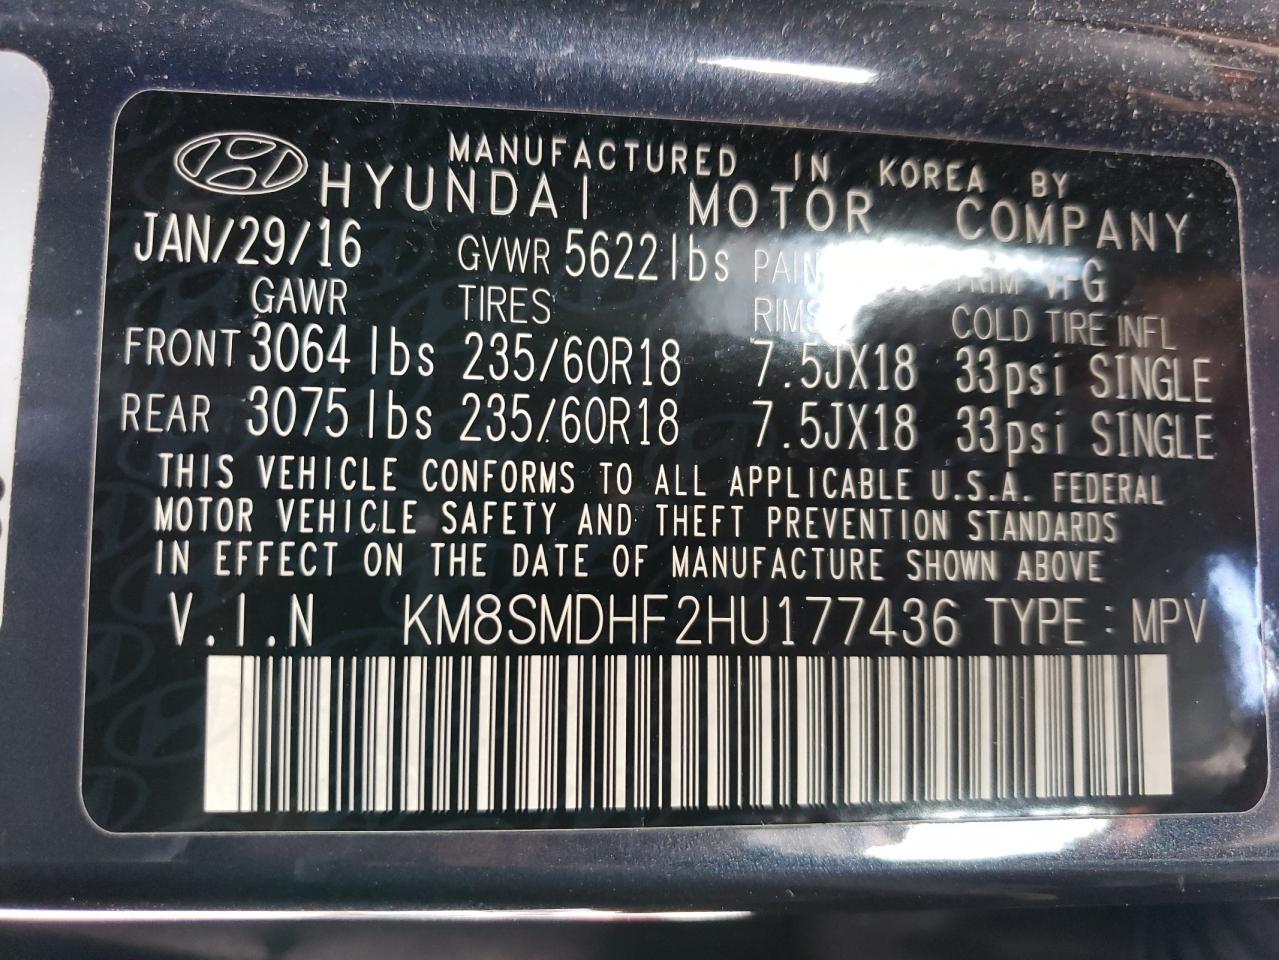 MANUFACTURED IN KOREA BY
HYUNDAI MOTOR COMPANY
JAN/29/16 GVWR 5622lbs
GAWR TIRES COLD TIRE INFL
FRONT 3064 lbs 235/60R18 7.5JX18 33psi SINGLE
REAR 3075 lbs 235/60R18 7.5JX18 33psi SINGLE
THIS VEHICLE CONFORMS TO ALL APPLICABLE U.S.A. FEDERAL
MOTOR VEHICLE SAFETY AND THEFT PREVENTION STANDARDS
IN EFFECT ON THE DATE OF MANUFACTURE SHOWN ABOVE
V.I.N KM8SMDHF2HU177436 TYPE : MPV